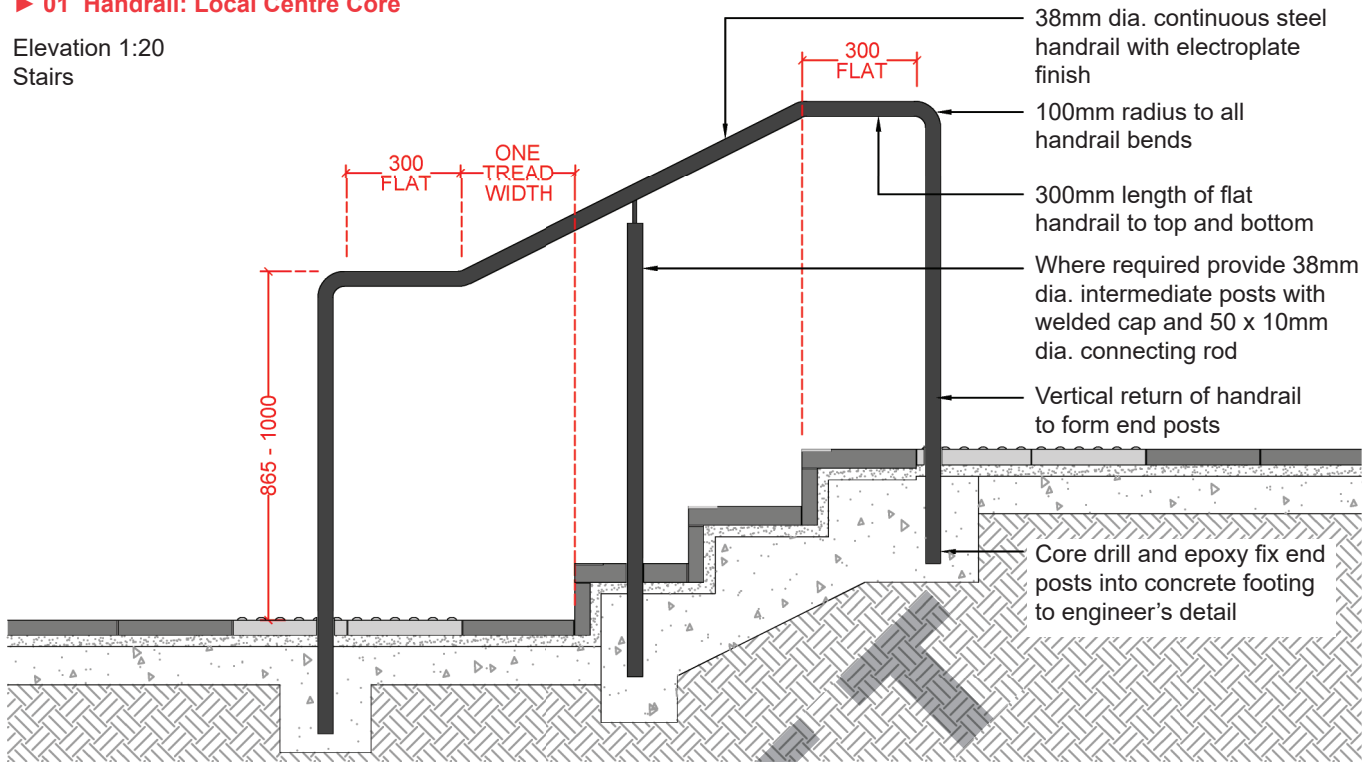 ► 01 Handrail: Local Centre Core
Elevation 1:20
Stairs
300
FLAT
ONE
TREAD
WIDTH
300
FLAT
865 - 1000
38mm dia. continuous steel
handrail with electroplate
finish
100mm radius to all
handrail bends
300mm length of flat
handrail to top and bottom
Where required provide 38mm
dia. intermediate posts with
welded cap and 50 x 10mm
dia. connecting rod
Vertical return of handrail
to form end posts
Core drill and epoxy fix end
posts into concrete footing
to engineer’s detail